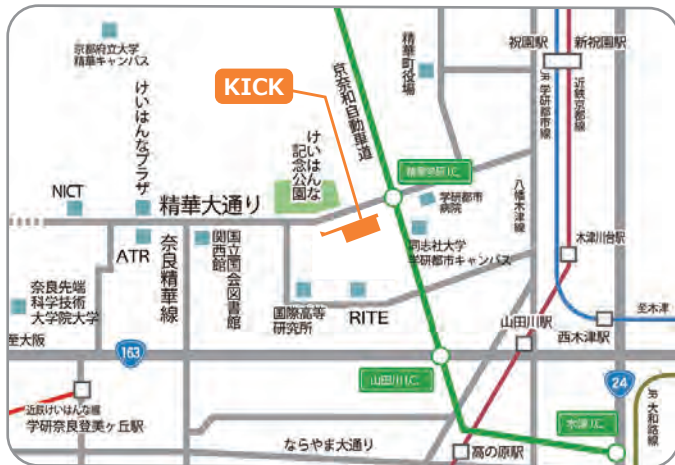 京都府立大学
精華キャンパス
けいはんなプラザ
KICK
けいはんな
記念公園
京奈和自動車道
精華町役場
祝園駅
新祝園駅
JR 学研都市線
近鉄京都線
NICT
精華大通り
精華学研I.C.
学研都市
病院
八幡木津線
木津川台駅
ATR
奈良精華線
国立国会図書館
関西館
同志社大学
学研都市キャンパス
奈良先端
科学技術
大学院大学
国際高等
研究所
RITE
山田川駅
西木津駅
至木津
至大阪
163
山田川I.C.
24
JR 大和路線
近鉄けいはんな線
学研奈良登美ヶ丘駅
ならやま大通り
高の原駅
木津I.C.